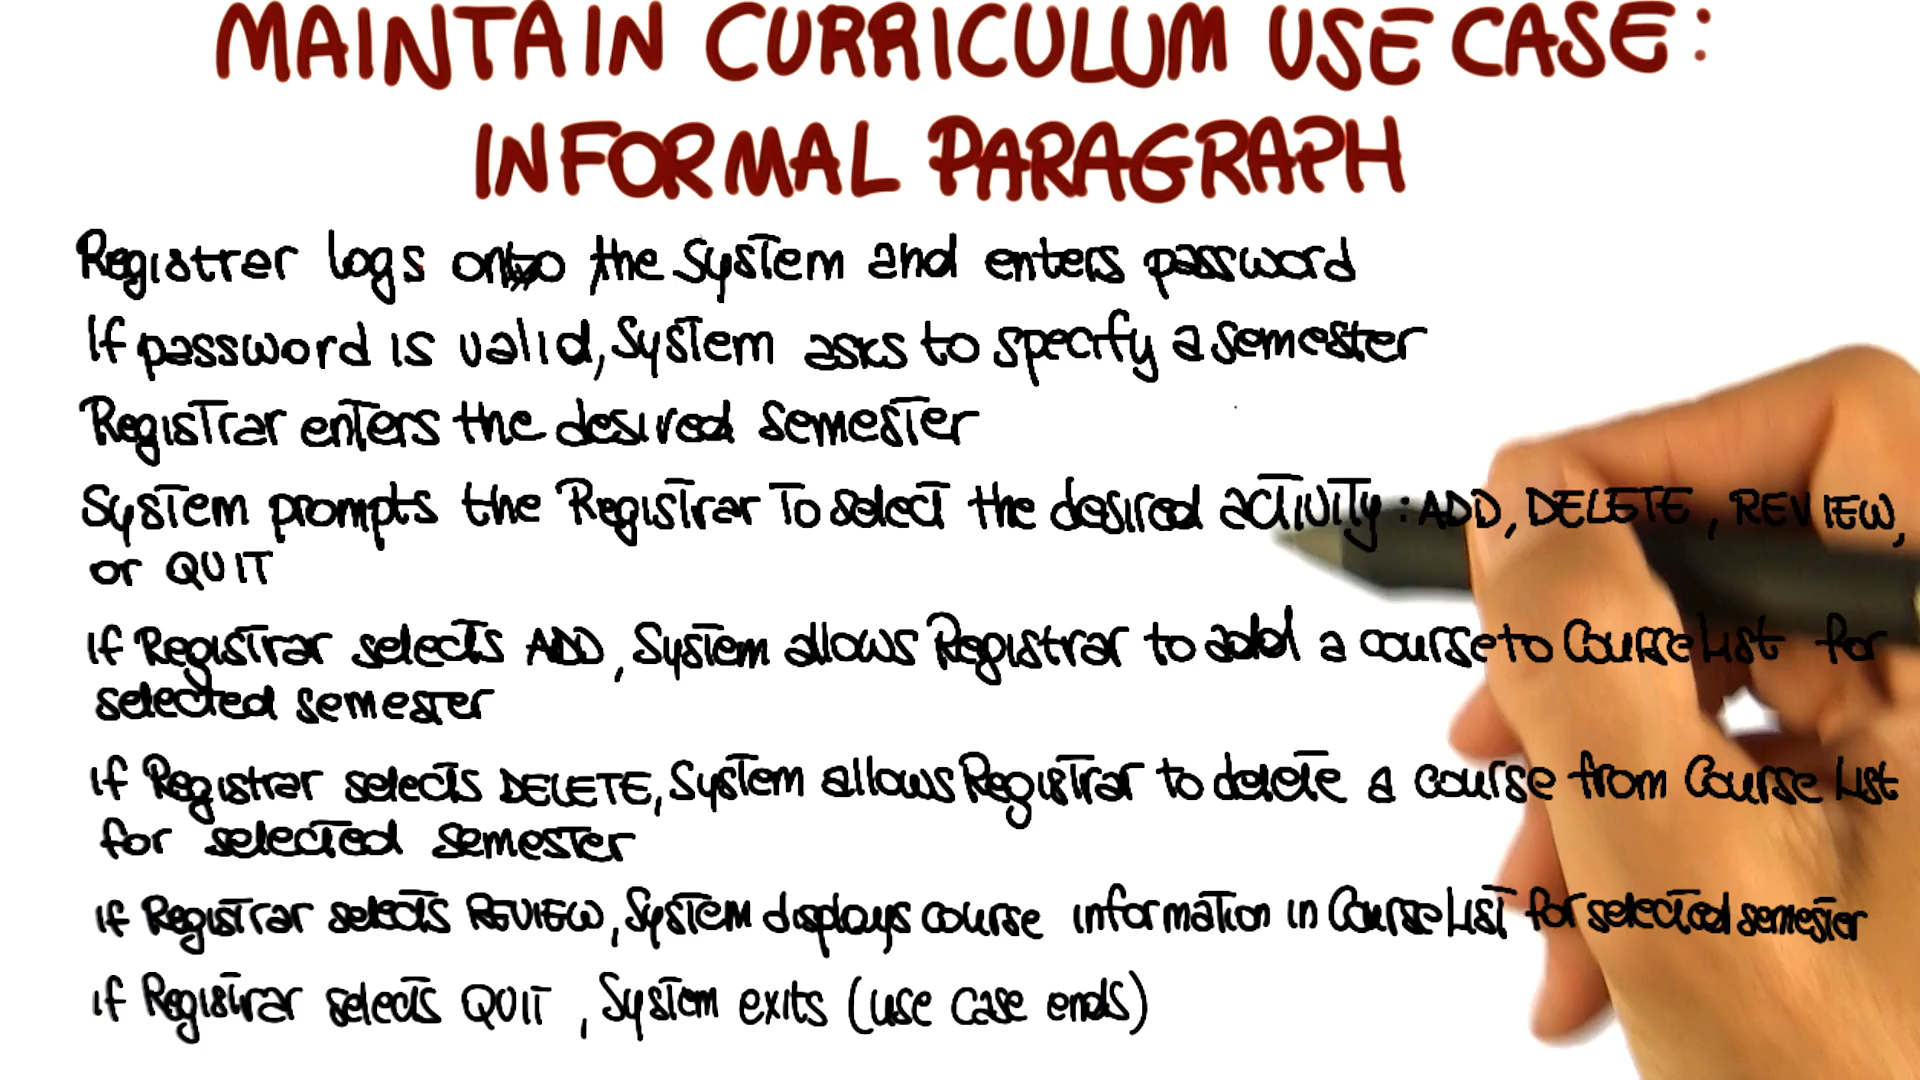 MAINTAIN CURRICULUM USE CASE:
INFORMAL PARAGRAPH
Registrar logs onto the System and enters password
If password is valid, System asks to specify a semester
Registrar enters the desired semester
System prompts the Registrar to select the desired activity: ADD, DELETE, REVIEW,
or QUIT
if Registrar selects ADD, System allows Registrar to add a course to Course List for
selected semester
if Registrar selects DELETE, System allows Registrar to delete a course from Course List
for selected semester
if Registrar selects REVIEW, System displays course information in Course List for selected semester
if Registrar selects QUIT, System exits (use case ends)